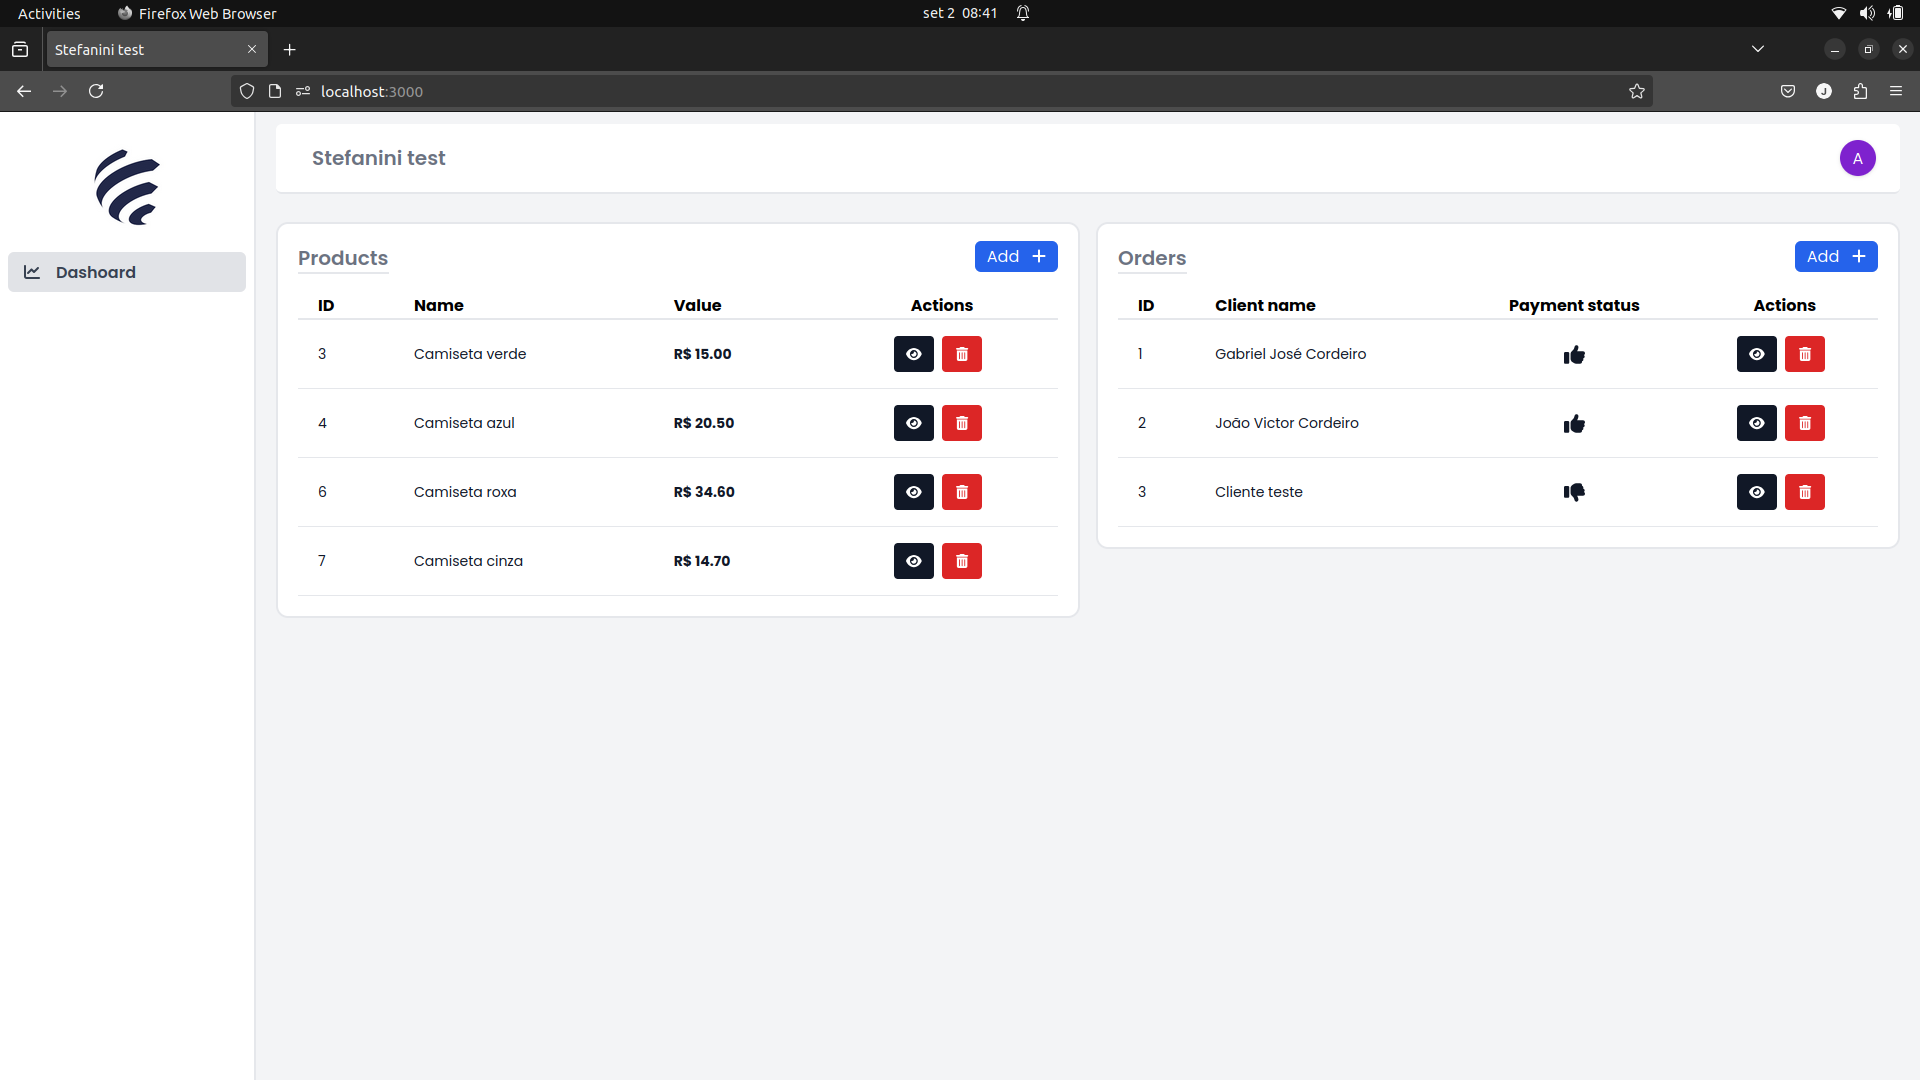 Activities Firefox Web Browser set 2 08:41
Stefanini test
localhost:3000
J
Stefanini test
A
Dashoard
Products Add
ID Name Value Actions
3 Camiseta verde R$ 15.00
4 Camiseta azul R$ 20.50
6 Camiseta roxa R$ 34.60
7 Camiseta cinza R$ 14.70
Orders Add
ID Client name Payment status Actions
1 Gabriel José Cordeiro
2 João Victor Cordeiro
3 Cliente teste